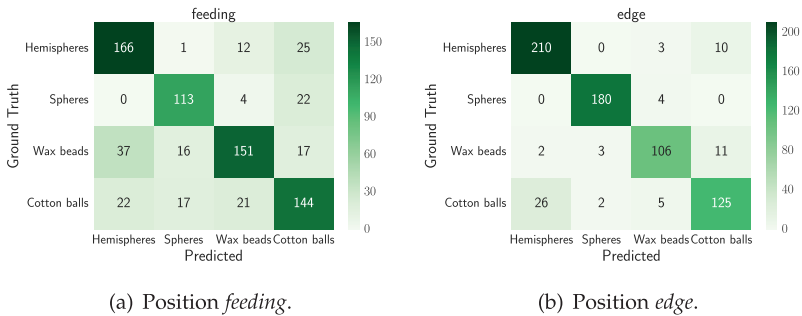 feeding
Ground Truth
Hemispheres 166 1 12 25
Spheres 0 113 4 22
Wax beads 37 16 151 17
Cotton balls 22 17 21 144
Hemispheres Spheres Wax beads Cotton balls
Predicted
150
120
90
60
30
0
(a) Position feeding.
edge
Ground Truth
Hemispheres 210 0 3 10
Spheres 0 180 4 0
Wax beads 2 3 106 11
Cotton balls 26 2 5 125
Hemispheres Spheres Wax beads Cotton balls
Predicted
200
160
120
80
40
0
(b) Position edge.